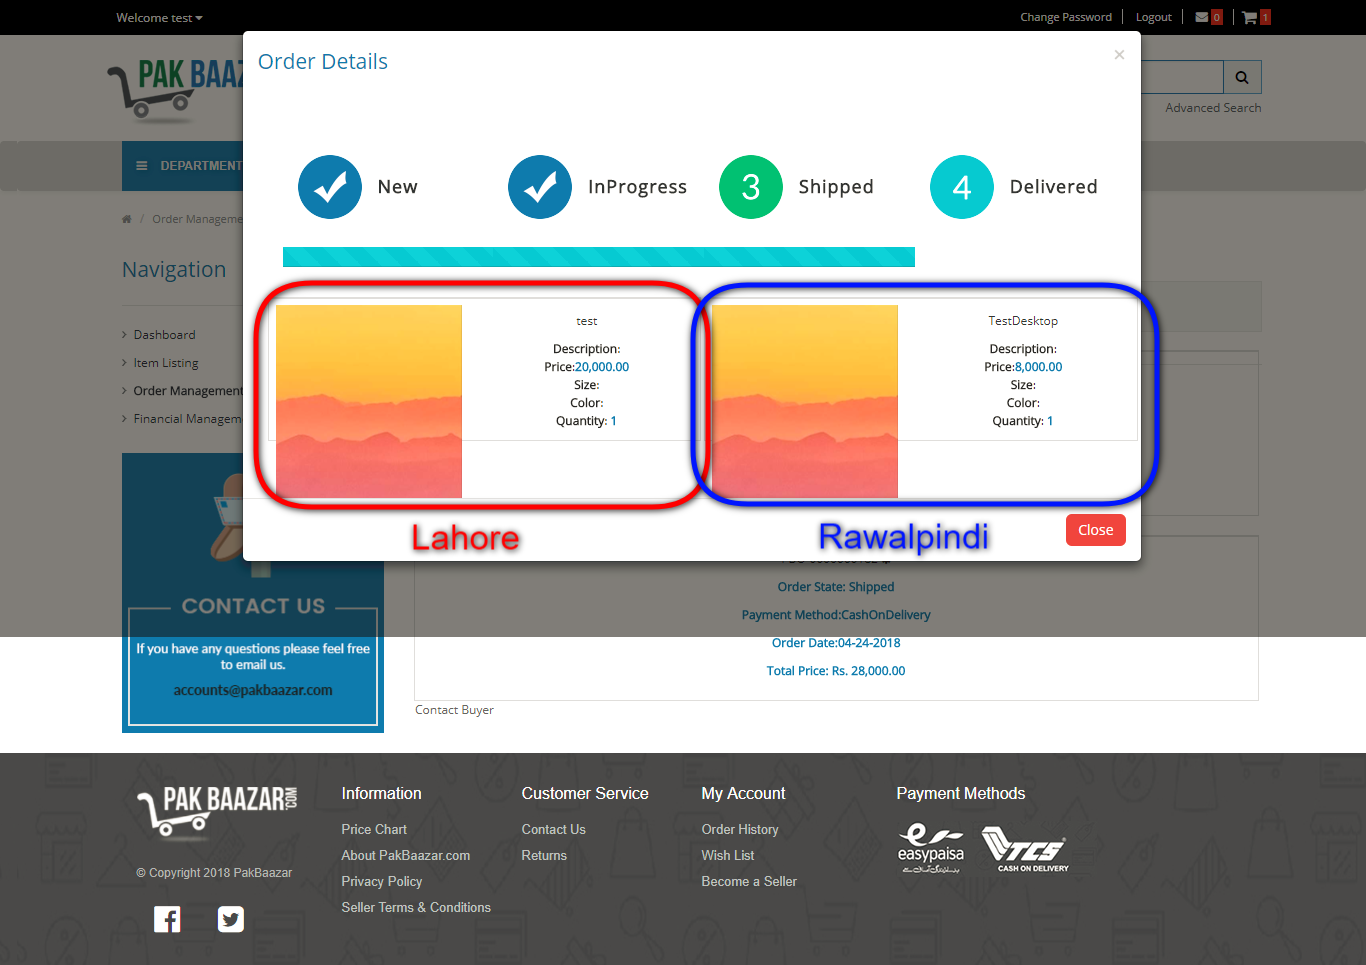 Welcome test
Change Password
Logout
0
1
PAK BAAZ
Order Details
×
Advanced Search
DEPARTMENT
New
InProgress
3
Shipped
4
Delivered
Order Manageme
Navigation
Dashboard
Item Listing
Order Management
Financial Managem
test
Description:
Price:20,000.00
Size:
Color:
Quantity: 1
TestDesktop
Description:
Price:8,000.00
Size:
Color:
Quantity: 1
Lahore
Rawalpindi
Close
Order State: Shipped
Payment Method:CashOnDelivery
Order Date:04-24-2018
Total Price: Rs. 28,000.00
Contact Buyer
CONTACT US
If you have any questions please feel free
to email us.
accounts@pakbaazar.com
PAK BAAZAR.COM
© Copyright 2018 PakBaazar
Information
Price Chart
About PakBaazar.com
Privacy Policy
Seller Terms & Conditions
Customer Service
Contact Us
Returns
My Account
Order History
Wish List
Become a Seller
Payment Methods
easypaisa
TCS
CASH ON DELIVERY